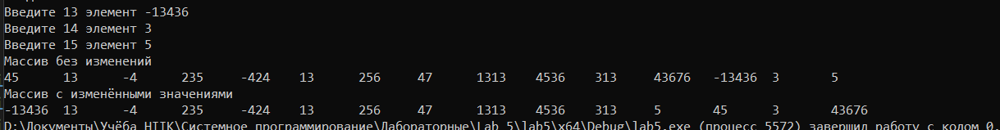 Введите 13 элемент -13436
Введите 14 элемент 3
Введите 15 элемент 5
Массив без изменений
45 13 -4 235 -424 13 256 47 1313 4536 313 43676 -13436 3 5
Массив с изменёнными значениями
-13436 13 -4 235 -424 13 256 47 1313 4536 313 5 45 3 43676
D:\Документы\Учёба НТІК\Системное программирование\Лабораторные\Lab 5\lab5\x64\Debug\lab5.exe (процесс 5572) завершил работу с кодом 0